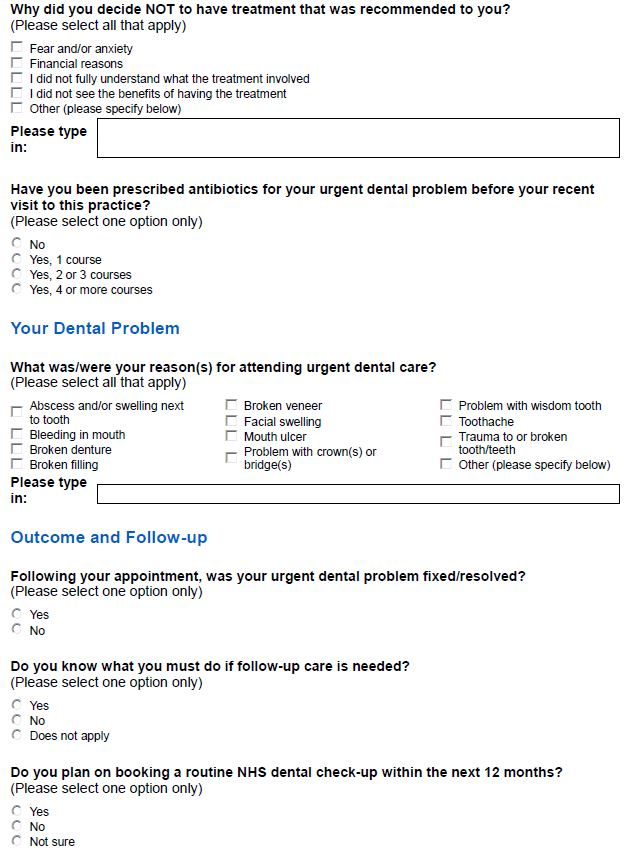 Why did you decide NOT to have treatment that was recommended to you?
(Please select all that apply)
Fear and/or anxiety
Financial reasons
I did not fully understand what the treatment involved
I did not see the benefits of having the treatment
Other (please specify below)
Please type
in:
Have you been prescribed antibiotics for your urgent dental problem before your recent
visit to this practice?
(Please select one option only)
No
Yes, 1 course
Yes, 2 or 3 courses
Yes, 4 or more courses
Your Dental Problem
What was/were your reason(s) for attending urgent dental care?
(Please select all that apply)
Abscess and/or swelling next
to tooth
Bleeding in mouth
Broken denture
Broken filling
Broken veneer
Facial swelling
Mouth ulcer
Problem with crown(s) or
bridge(s)
Problem with wisdom tooth
Toothache
Trauma to or broken
tooth/teeth
Other (please specify below)
Please type
in:
Outcome and Follow-up
Following your appointment, was your urgent dental problem fixed/resolved?
(Please select one option only)
Yes
No
Do you know what you must do if follow-up care is needed?
(Please select one option only)
Yes
No
Does not apply
Do you plan on booking a routine NHS dental check-up within the next 12 months?
(Please select one option only)
Yes
No
Not sure